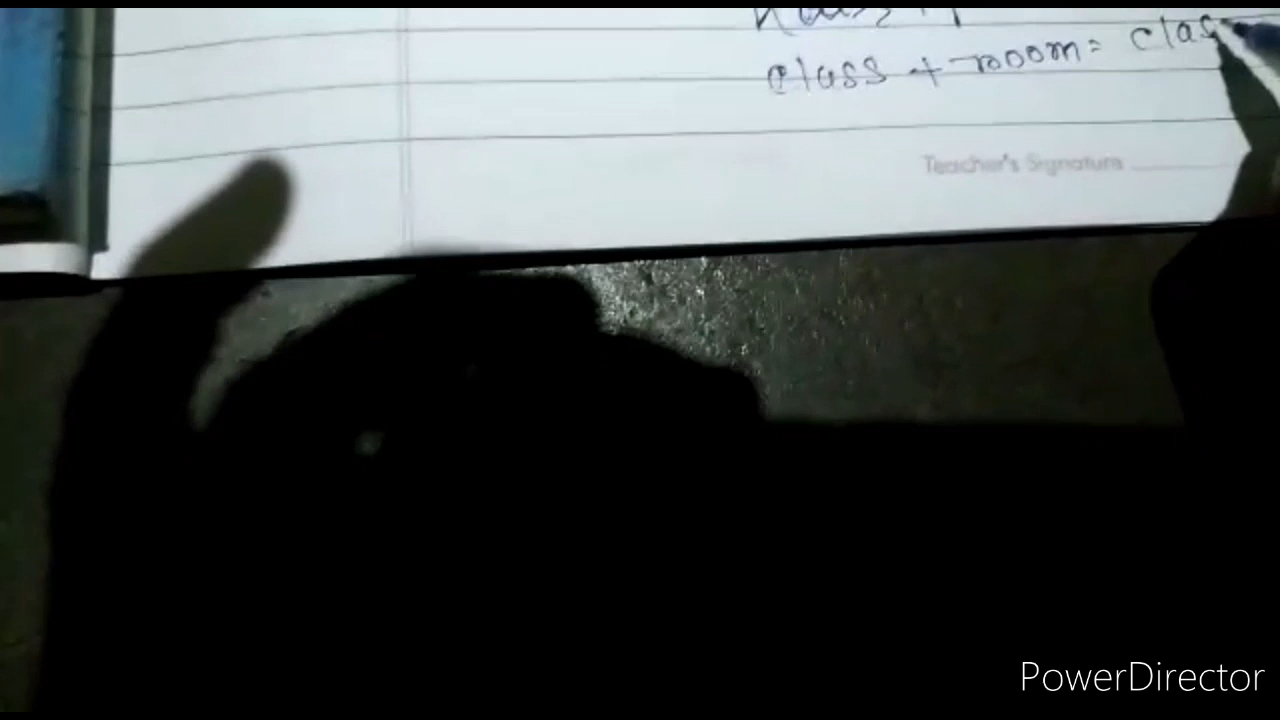 class + room = clas
Teacher's Signature
PowerDirector